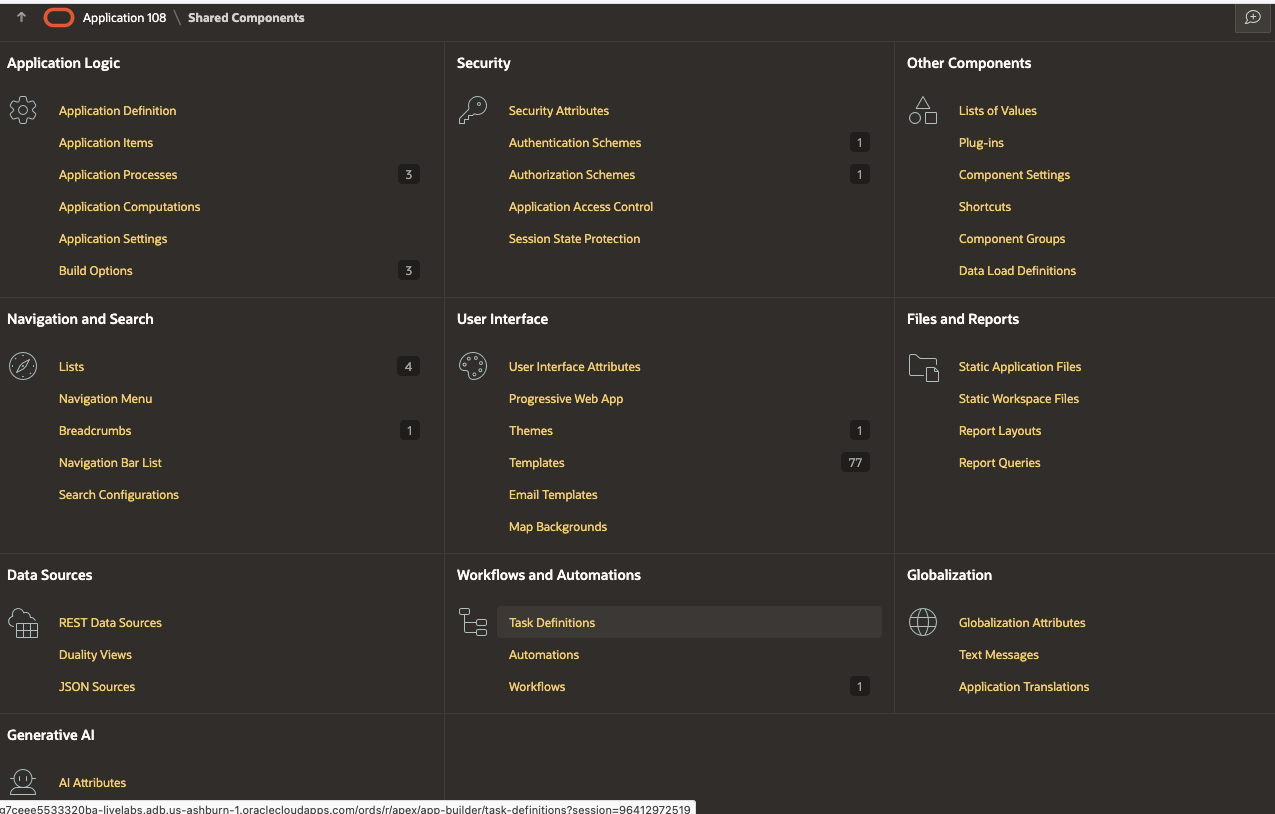 Application 108 \ Shared Components
Application Logic
Application Definition
Application Items
Application Processes 3
Application Computations
Application Settings
Build Options 3
Security
Security Attributes
Authentication Schemes 1
Authorization Schemes 1
Application Access Control
Session State Protection
Other Components
Lists of Values
Plug-ins
Component Settings
Shortcuts
Component Groups
Data Load Definitions
Navigation and Search
Lists 4
Navigation Menu
Breadcrumbs 1
Navigation Bar List
Search Configurations
User Interface
User Interface Attributes
Progressive Web App
Themes 1
Templates 77
Email Templates
Map Backgrounds
Files and Reports
Static Application Files
Static Workspace Files
Report Layouts
Report Queries
Data Sources
REST Data Sources
Duality Views
JSON Sources
Workflows and Automations
Task Definitions
Automations
Workflows 1
Globalization
Globalization Attributes
Text Messages
Application Translations
Generative AI
AI Attributes
g7ceee5533320ba-livelabs.adb.us-ashburn-1.oraclecloudapps.com/ords/r/apex/app-builder/task-definitions?session=96412972519